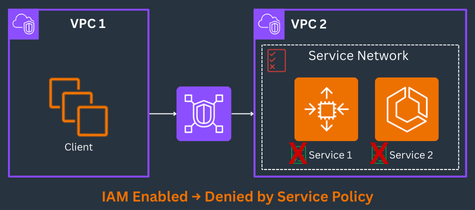 VPC 1
VPC 2
Service Network
Client
Service 1
Service 2
IAM Enabled → Denied by Service Policy